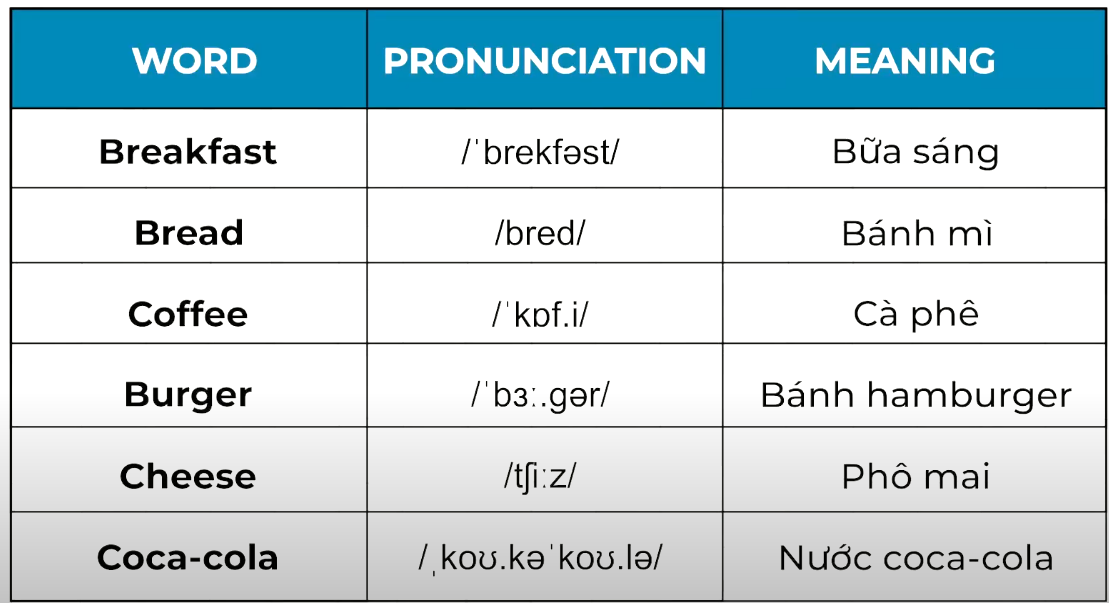 WORD PRONUNCIATION MEANING
Breakfast /ˈbrekfəst/ Bữa sáng
Bread /bred/ Bánh mì
Coffee /ˈkɒf.i/ Cà phê
Burger /ˈbɜː.gər/ Bánh hamburger
Cheese /tʃiːz/ Phô mai
Coca-cola /ˌkoʊ.kəˈkoʊ.lə/ Nước coca-cola